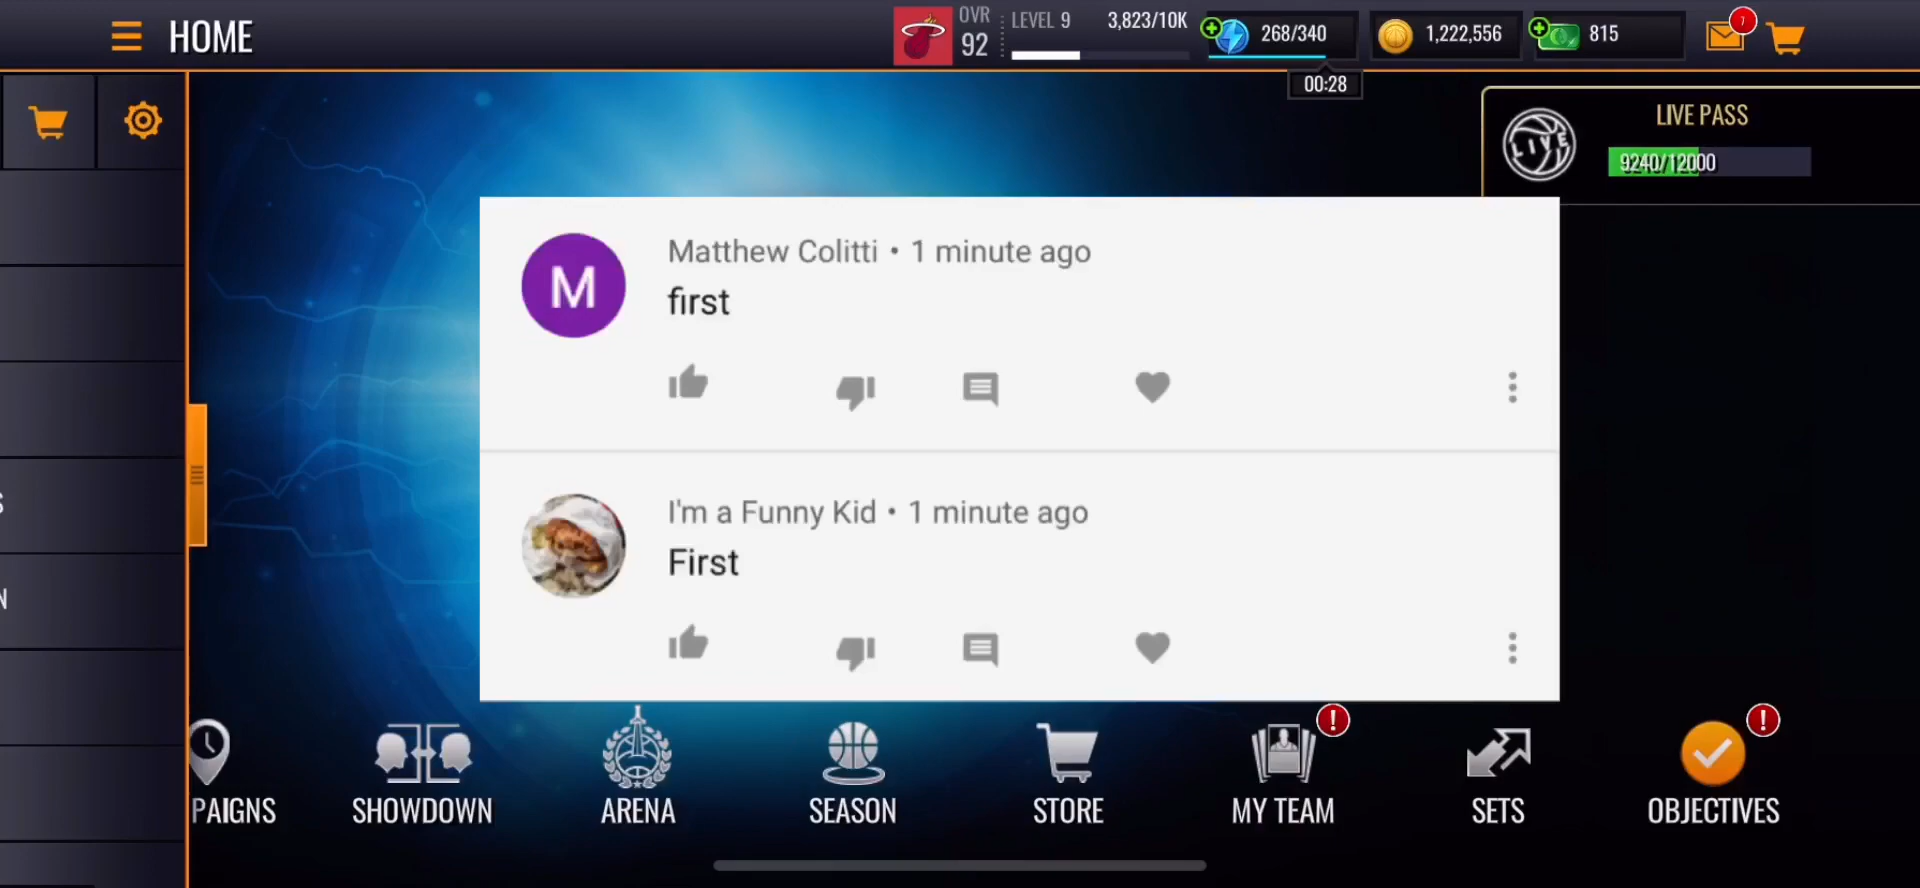 HOME
OVR
92
LEVEL 9
3,823/10K
268/340
1,222,556
815
7
00:28
LIVE PASS
LIVE
9240/12000
Matthew Colitti • 1 minute ago
M
first
I'm a Funny Kid • 1 minute ago
First
S
N
PAIGNS
SHOWDOWN
ARENA
SEASON
STORE
MY TEAM
!
SETS
OBJECTIVES
!